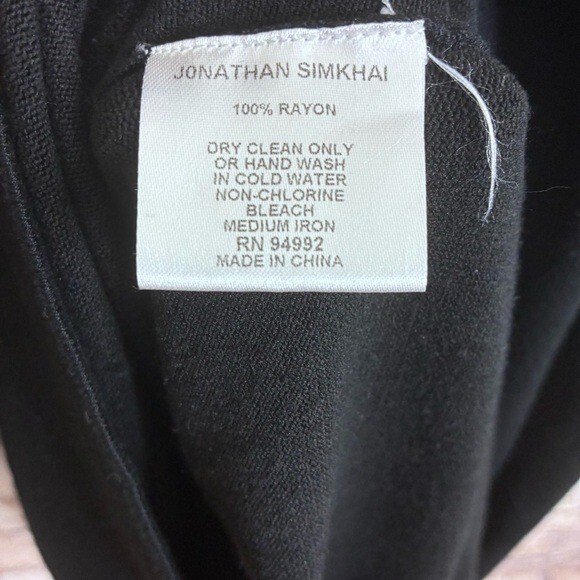 JONATHAN SIMKHAI
100% RAYON
DRY CLEAN ONLY
OR HAND WASH
IN COLD WATER
NON-CHLORINE
BLEACH
MEDIUM IRON
RN 94992
MADE IN CHINA